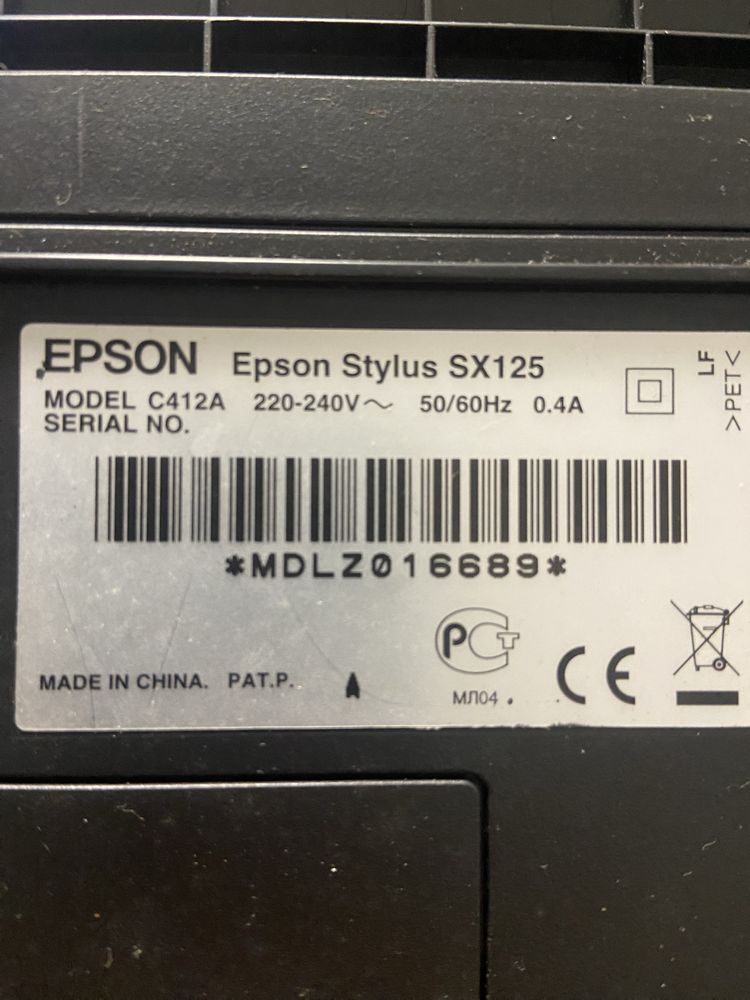 EPSON Epson Stylus SX125
MODEL C412A 220-240V~ 50/60Hz 0.4A
SERIAL NO.
LF
>PET<
*MDLZ016689*
РСТ
МЛ04
CE
MADE IN CHINA. PAT.P.